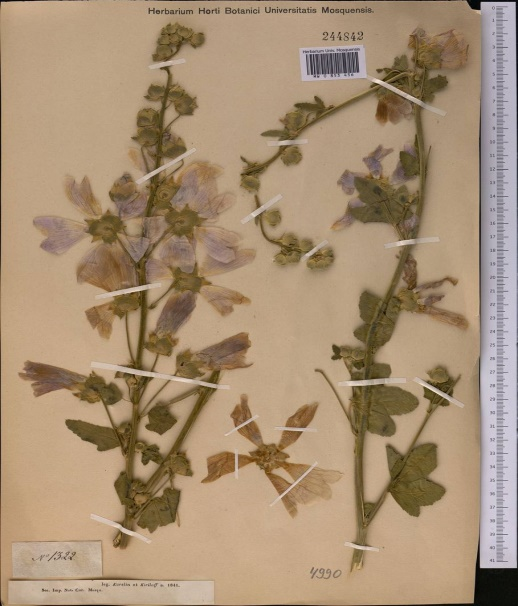 Herbarium Horti Botanici Universitatis Mosquensis.
244842
Herbarium Univ. Mosquensis
No 1322
leg. Karelin et Kiriloff a. 1841.
Soc. Imp. Nat. Cur. Mosqu.
4990